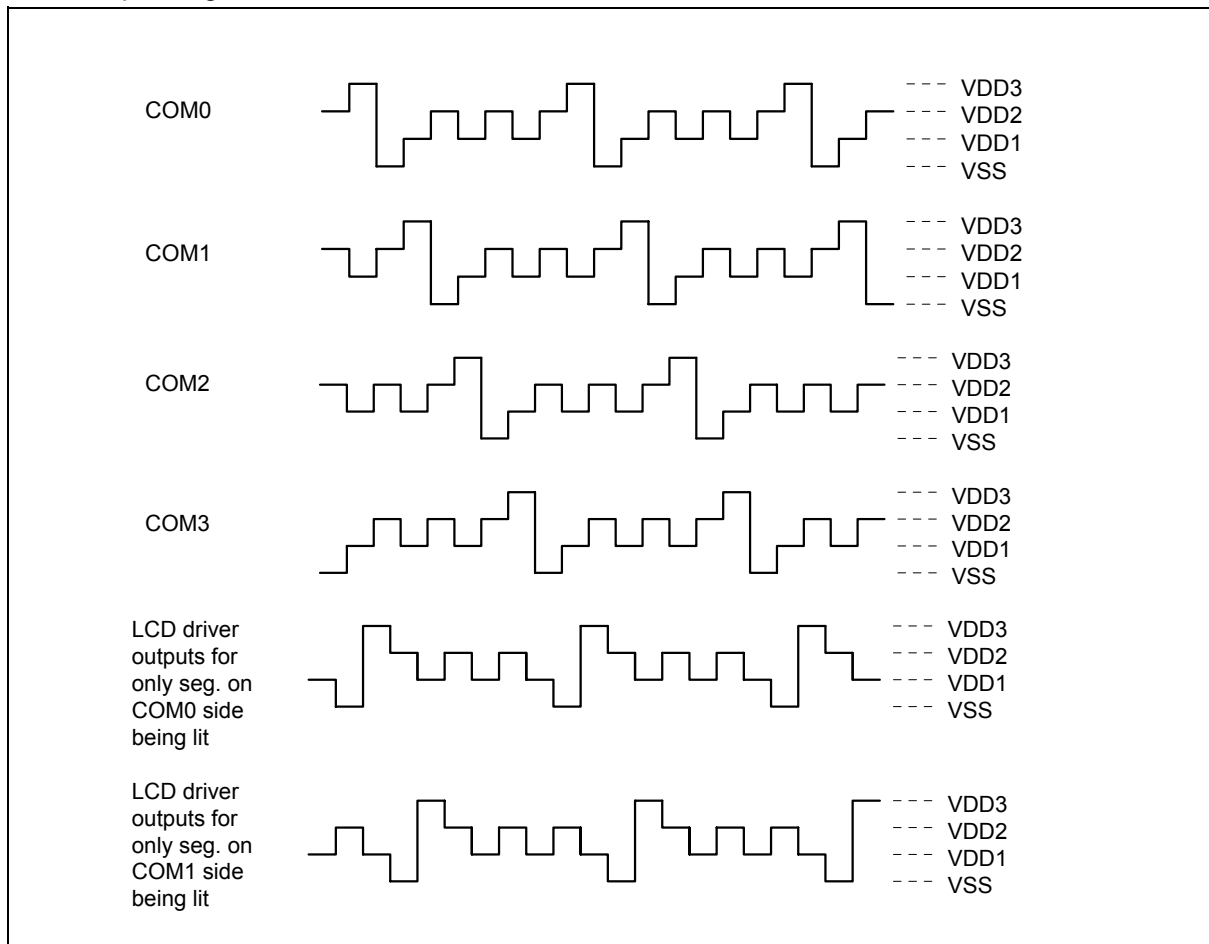 COM0
--- VDD3
--- VDD2
--- VDD1
--- VSS
COM1
--- VDD3
--- VDD2
--- VDD1
--- VSS
COM2
--- VDD3
--- VDD2
--- VDD1
--- VSS
COM3
--- VDD3
--- VDD2
--- VDD1
--- VSS
LCD driver
outputs for
only seg. on
COM0 side
being lit
--- VDD3
--- VDD2
--- VDD1
--- VSS
LCD driver
outputs for
only seg. on
COM1 side
being lit
--- VDD3
--- VDD2
--- VDD1
--- VSS